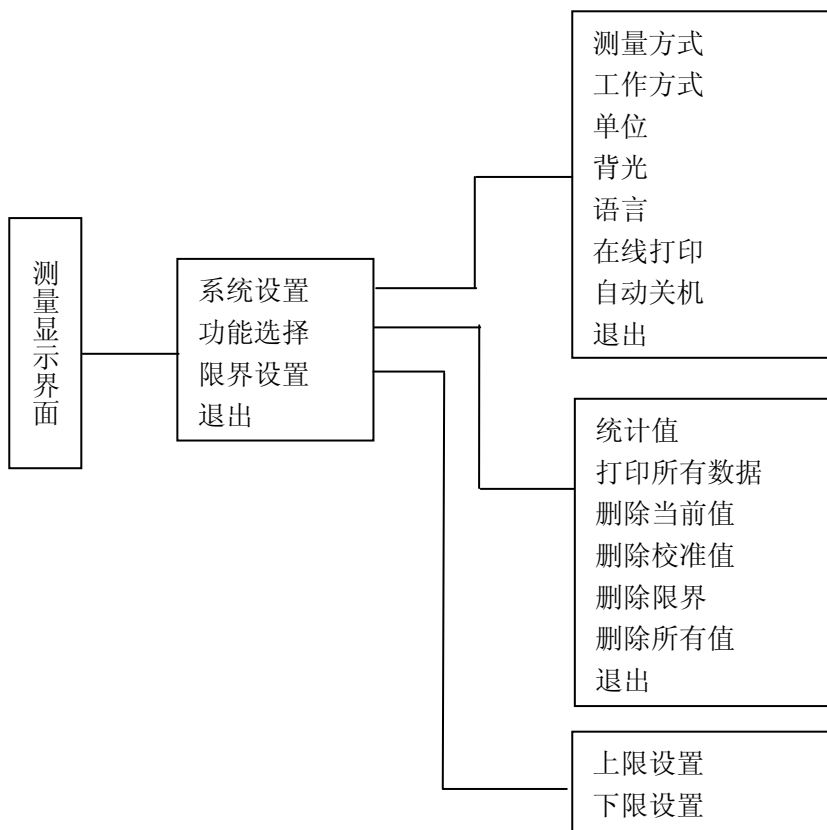 测量显示界面
系统设置
功能选择
限界设置
退出
测量方式
工作方式
单位
背光
语言
在线打印
自动关机
退出
统计值
打印所有数据
删除当前值
删除校准值
删除限界
删除所有值
退出
上限设置
下限设置